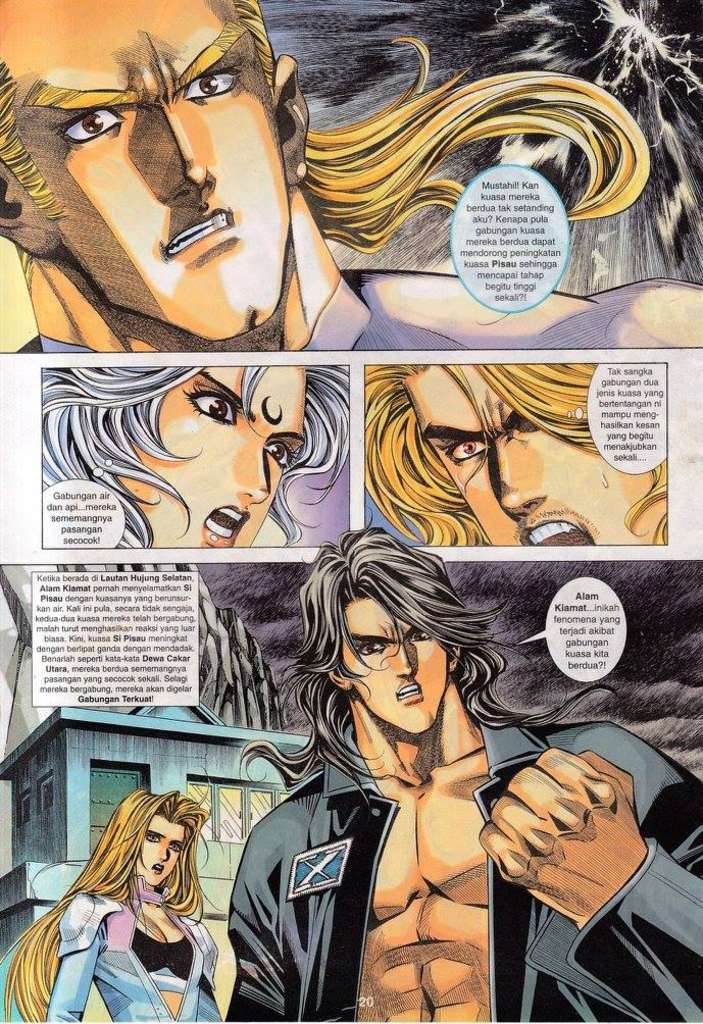 Mustahil! Kan
kuasa mereka
berdua tak setanding
aku? Kenapa pula
gabungan kuasa
mereka berdua dapat
mendorong peningkatan
kuasa Pisau sehingga
mencapai tahap
begitu tinggi
sekali?!
Gabungan air
dan api...mereka
sememangnya
pasangan
secocok!
Tak sangka
gabungan dua
jenis kuasa yang
bertentangan ni
mampu meng-
hasilkan kesan
yang begitu
menakjubkan
sekali....
Ketika berada di Lautan Hujung Selatan,
Alam Kiamat pernah menyelamatkan Si
Pisau dengan kuasanya yang berunsur-
kan air. Kali ini pula, secara tidak sengaja,
kedua-dua kuasa mereka telah bergabung,
malah turut menghasilkan reaksi yang luar
biasa. Kini, kuasa Si Pisau meningkat
dengan berlipat ganda dengan mendadak.
Benarlah seperti kata-kata Dewa Cakar
Utara, mereka berdua sememangnya
pasangan yang secocok sekali. Selagi
mereka bergabung, mereka akan digelar
Gabungan Terkuat!
Alam
Kiamat...inikah
fenomena yang
terjadi akibat
gabungan
kuasa kita
berdua?!
X
20